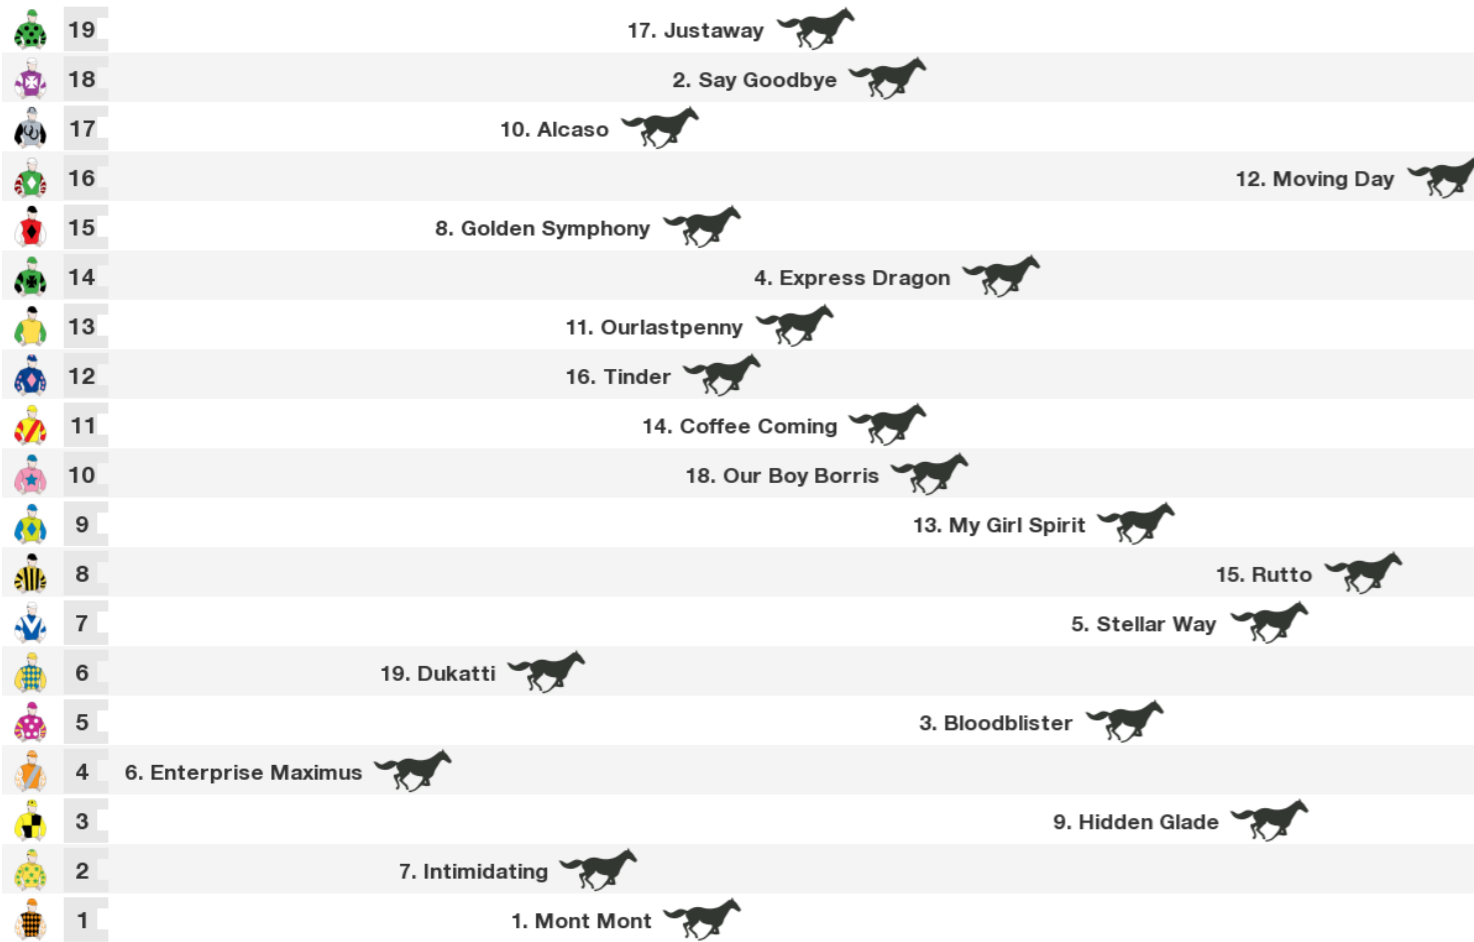 19 17. Justaway
18 2. Say Goodbye
17 10. Alcaso
16 12. Moving Day
15 8. Golden Symphony
14 4. Express Dragon
13 11. Ourlastpenny
12 16. Tinder
11 14. Coffee Coming
10 18. Our Boy Borris
9 13. My Girl Spirit
8 15. Rutto
7 5. Stellar Way
6 19. Dukatti
5 3. Bloodblister
4 6. Enterprise Maximus
3 9. Hidden Glade
2 7. Intimidating
1 1. Mont Mont